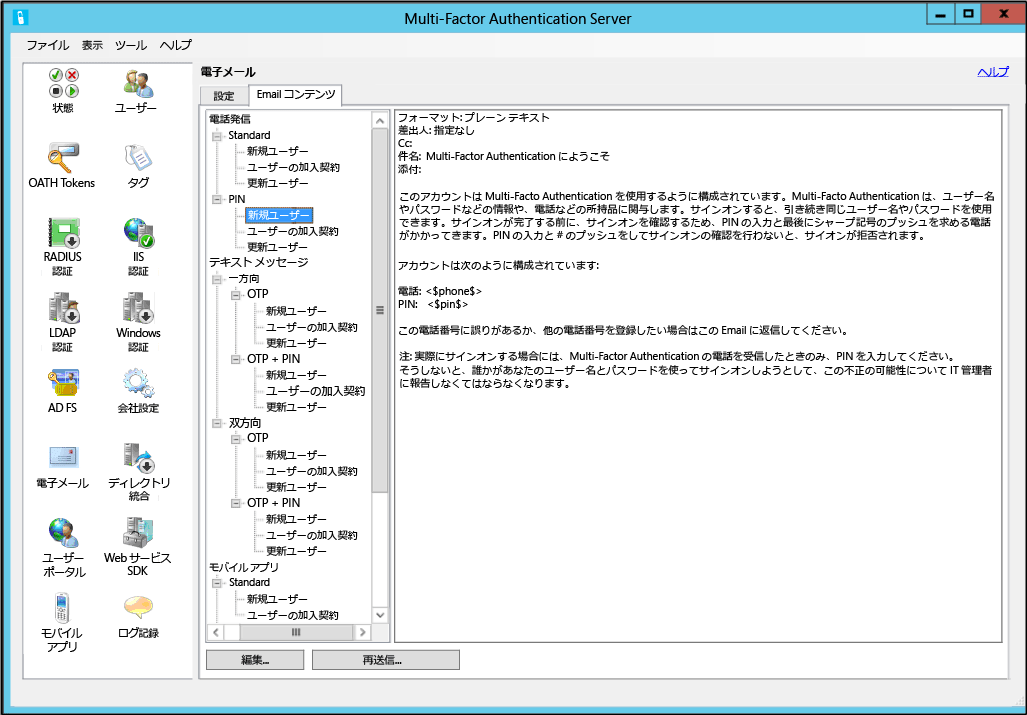 Multi-Factor Authentication Server
ファイル 表示 ツール ヘルプ
状態
ユーザー
OATH Tokens
タグ
RADIUS
認証
IIS
認証
LDAP
認証
Windows
認証
AD FS
会社設定
電子メール
ディレクトリ
統合
ユーザー
ポータル
Web サービス
SDK
モバイル
アプリ
ログ記録
電子メール
ヘルプ
設定
Email コンテンツ
電話発信
Standard
新規ユーザー
ユーザーの加入契約
更新ユーザー
PIN
新規ユーザー
ユーザーの加入契約
更新ユーザー
テキスト メッセージ
一方向
OTP
新規ユーザー
ユーザーの加入契約
更新ユーザー
OTP + PIN
新規ユーザー
ユーザーの加入契約
更新ユーザー
双方向
OTP
新規ユーザー
ユーザーの加入契約
更新ユーザー
OTP + PIN
新規ユーザー
ユーザーの加入契約
更新ユーザー
モバイル アプリ
Standard
新規ユーザー
ユーザーの加入契約
フォーマット: プレーン テキスト
差出人: 指定なし
Cc:
件名: Multi-Factor Authentication にようこそ
添付:
このアカウントは Multi-Facto Authentication を使用するように構成されています。Multi-Facto Authentication は、ユーザー名
やパスワードなどの情報や、電話などの所持品に関与します。サインオンすると、引き続き同じユーザー名やパスワードを使用
できます。サインオンが完了する前に、サインオンを確認するため、PIN の入力と最後にシャープ記号のプッシュを求める電話
がかかってきます。PIN の入力と # のプッシュをしてサインオンの確認を行わないと、サイオンが拒否されます。
アカウントは次のように構成されています:
電話: <$phone$>
PIN: <$pin$>
この電話番号に誤りがあるか、他の電話番号を登録したい場合はこの Email に返信してください。
注: 実際にサインオンする場合には、Multi-Factor Authentication の電話を受信したときのみ、PIN を入力してください。
そうしないと、誰かがあなたのユーザー名とパスワードを使ってサインオンしようとして、この不正の可能性について IT 管理者
に報告しなくてはならなくなります。
編集...
再送信...